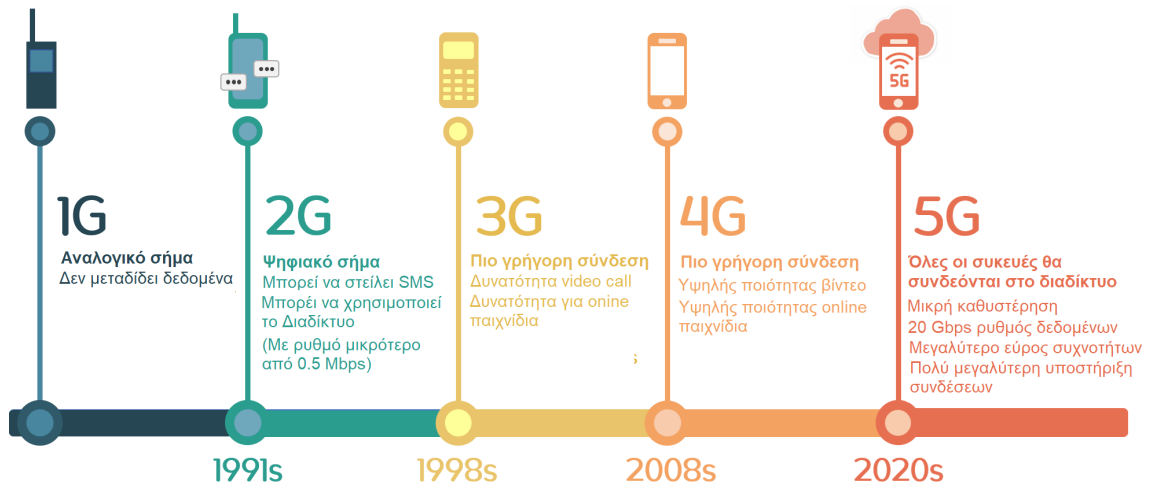 5G
1G
Αναλογικό σήμα
Δεν μεταδίδει δεδομένα
2G
Ψηφιακό σήμα
Μπορεί να στείλει SMS
Μπορέι να χρησιμοποιεί
το Διαδίκτυο
(Με ρυθμό μικρότερο
από 0.5 Mbps)
3G
Πιο γρήγορη σύνδεση
Δυνατότητα video call
Δυνατότητα για onine
παιχνίδια
s
4G
Πιο γρήγορη σύνδεση
Υψηλής ποιότητας βίντεο
Υψηλής ποιότητας online
παιχνίδια
5G
Όλες οι συκευές θα
συνδεόνται στο διαδίκτυο
Μικρή καθυστέρηση
20 Gbps ρυθμός δεδομένων
Μεγαλύτερο εύρος συχνοτήτων
Πολύ μεγαλύτερη υποστήριξη
συνδέσεων
1991s
1998s
2008s
2020s